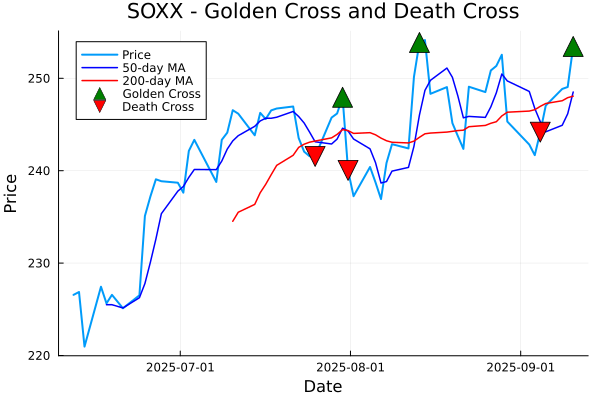 SOXX - Golden Cross and Death Cross
Price
50-day MA
200-day MA
Golden Cross
Death Cross
250
240
230
220
Price
2025-07-01
2025-08-01
2025-09-01
Date